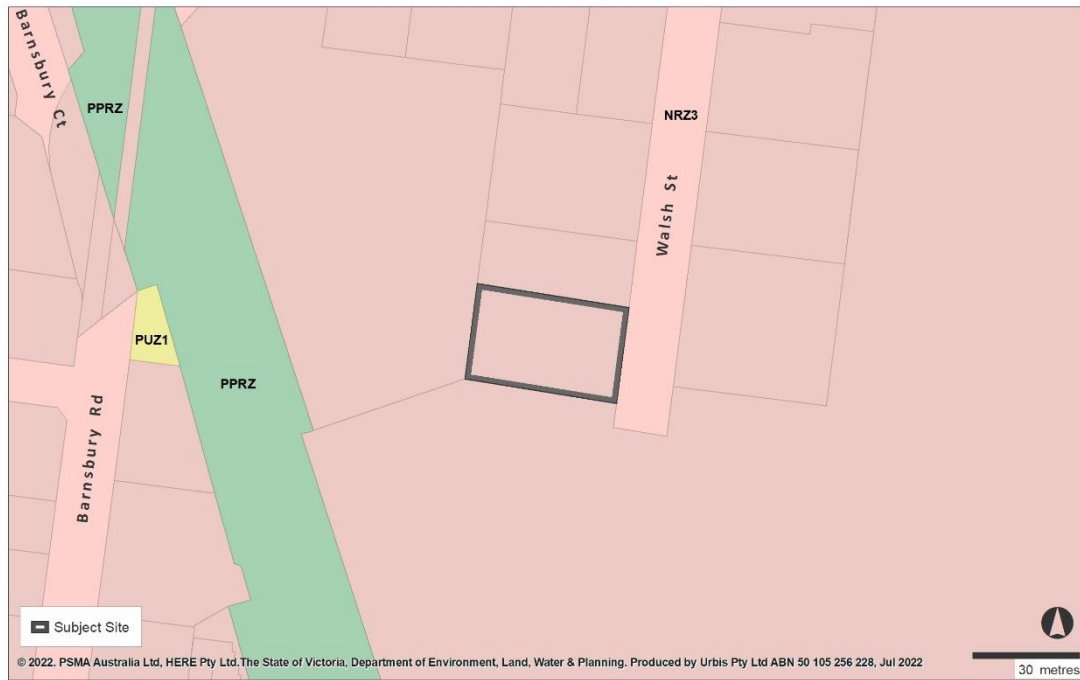 Barnsbury Ct
PPRZ
NRZ3
Walsh St
PUZ1
PPRZ
Barnsbury Rd
Subject Site
© 2022. PSMA Australia Ltd, HERE Pty Ltd.The State of Victoria, Department of Environment, Land, Water & Planning. Produced by Urbis Pty Ltd ABN 50 105 256 228, Jul 2022
30 metres